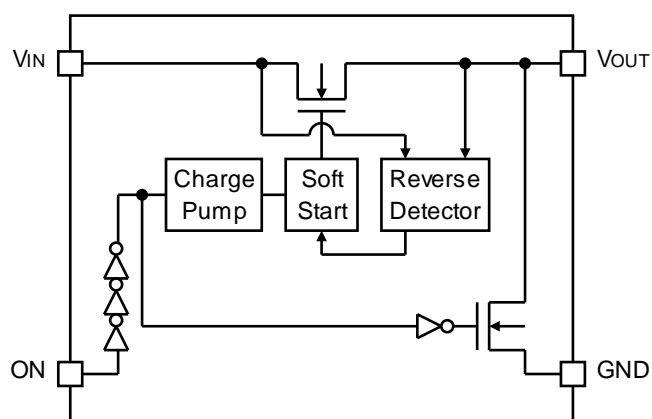 VIN
VOUT
Charge
Pump
Soft
Start
Reverse
Detector
ON
GND